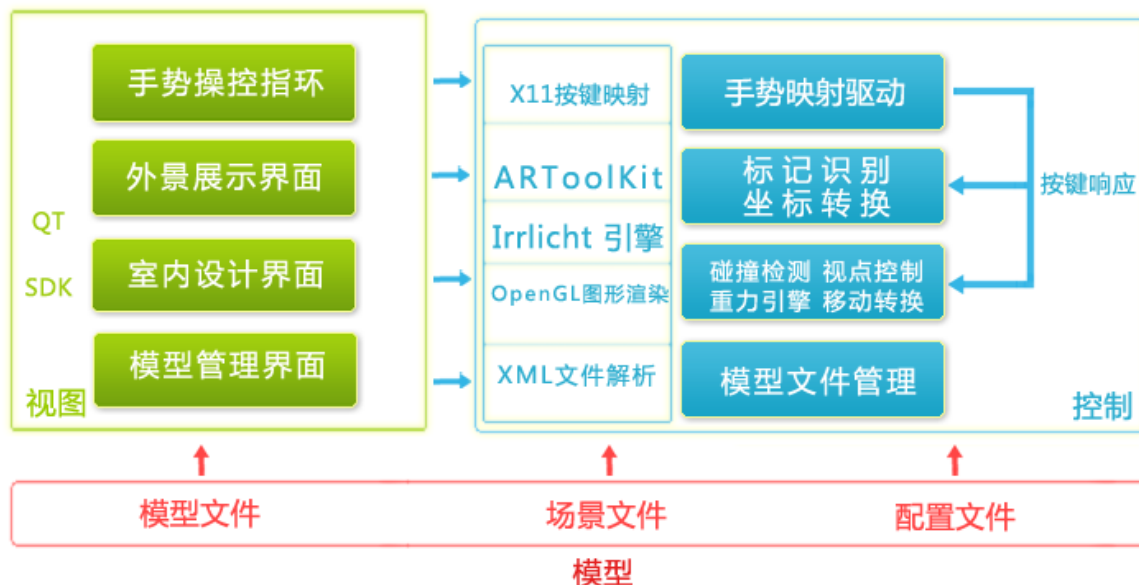 手势操控指环
外景展示界面
QT
室内设计界面
SDK
模型管理界面
视图
X11按键映射
ARToolKit
Irrlicht 引擎
OpenGL图形渲染
XML文件解析
手势映射驱动
标记识别
坐标转换
碰撞检测 视点控制
重力引擎 移动转换
模型文件管理
按键响应
控制
模型文件
场景文件
配置文件
模型